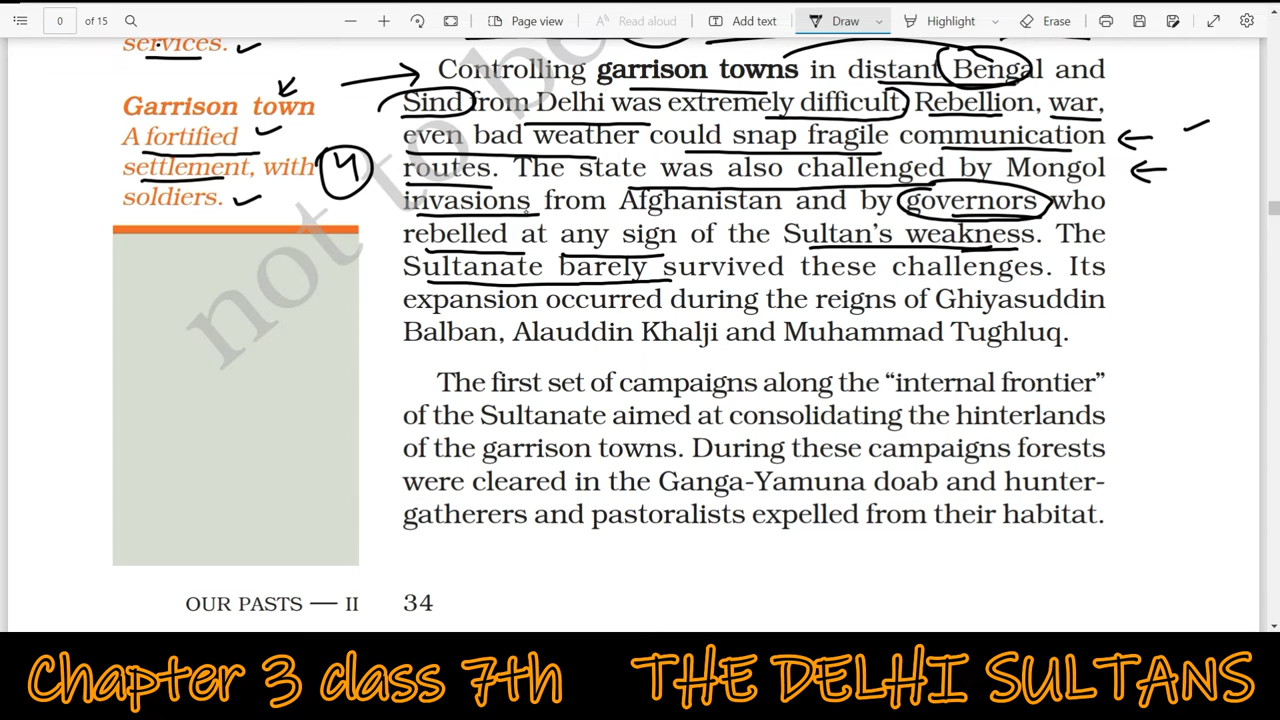 0
of 15
Page view
Read aloud
Add text
Draw
Highlight
Erase
services.
Garrison town
A fortified
settlement, with
soldiers.
4
Controlling garrison towns in distant Bengal and
Sind from Delhi was extremely difficult. Rebellion, war,
even bad weather could snap fragile communication
routes. The state was also challenged by Mongol
invasions from Afghanistan and by governors who
rebelled at any sign of the Sultan's weakness. The
Sultanate barely survived these challenges. Its
expansion occurred during the reigns of Ghiyasuddin
Balban, Alauddin Khalji and Muhammad Tughluq.
The first set of campaigns along the “internal frontier”
of the Sultanate aimed at consolidating the hinterlands
of the garrison towns. During these campaigns forests
were cleared in the Ganga-Yamuna doab and hunter-
gatherers and pastoralists expelled from their habitat.
not to be
OUR PASTS — II 34
Chapter 3 class 7th THE DELHI SULTANS